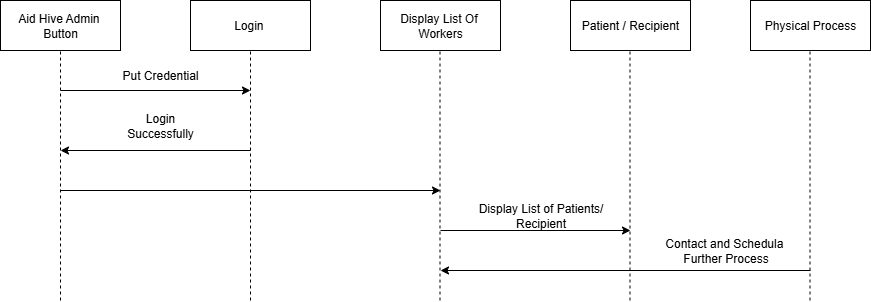 Aid Hive Admin
Button
Login
Display List Of
Workers
Patient / Recipient
Physical Process
Put Credential
Login
Successfully
Display List of Patients/
Recipient
Contact and Schedula
Further Process